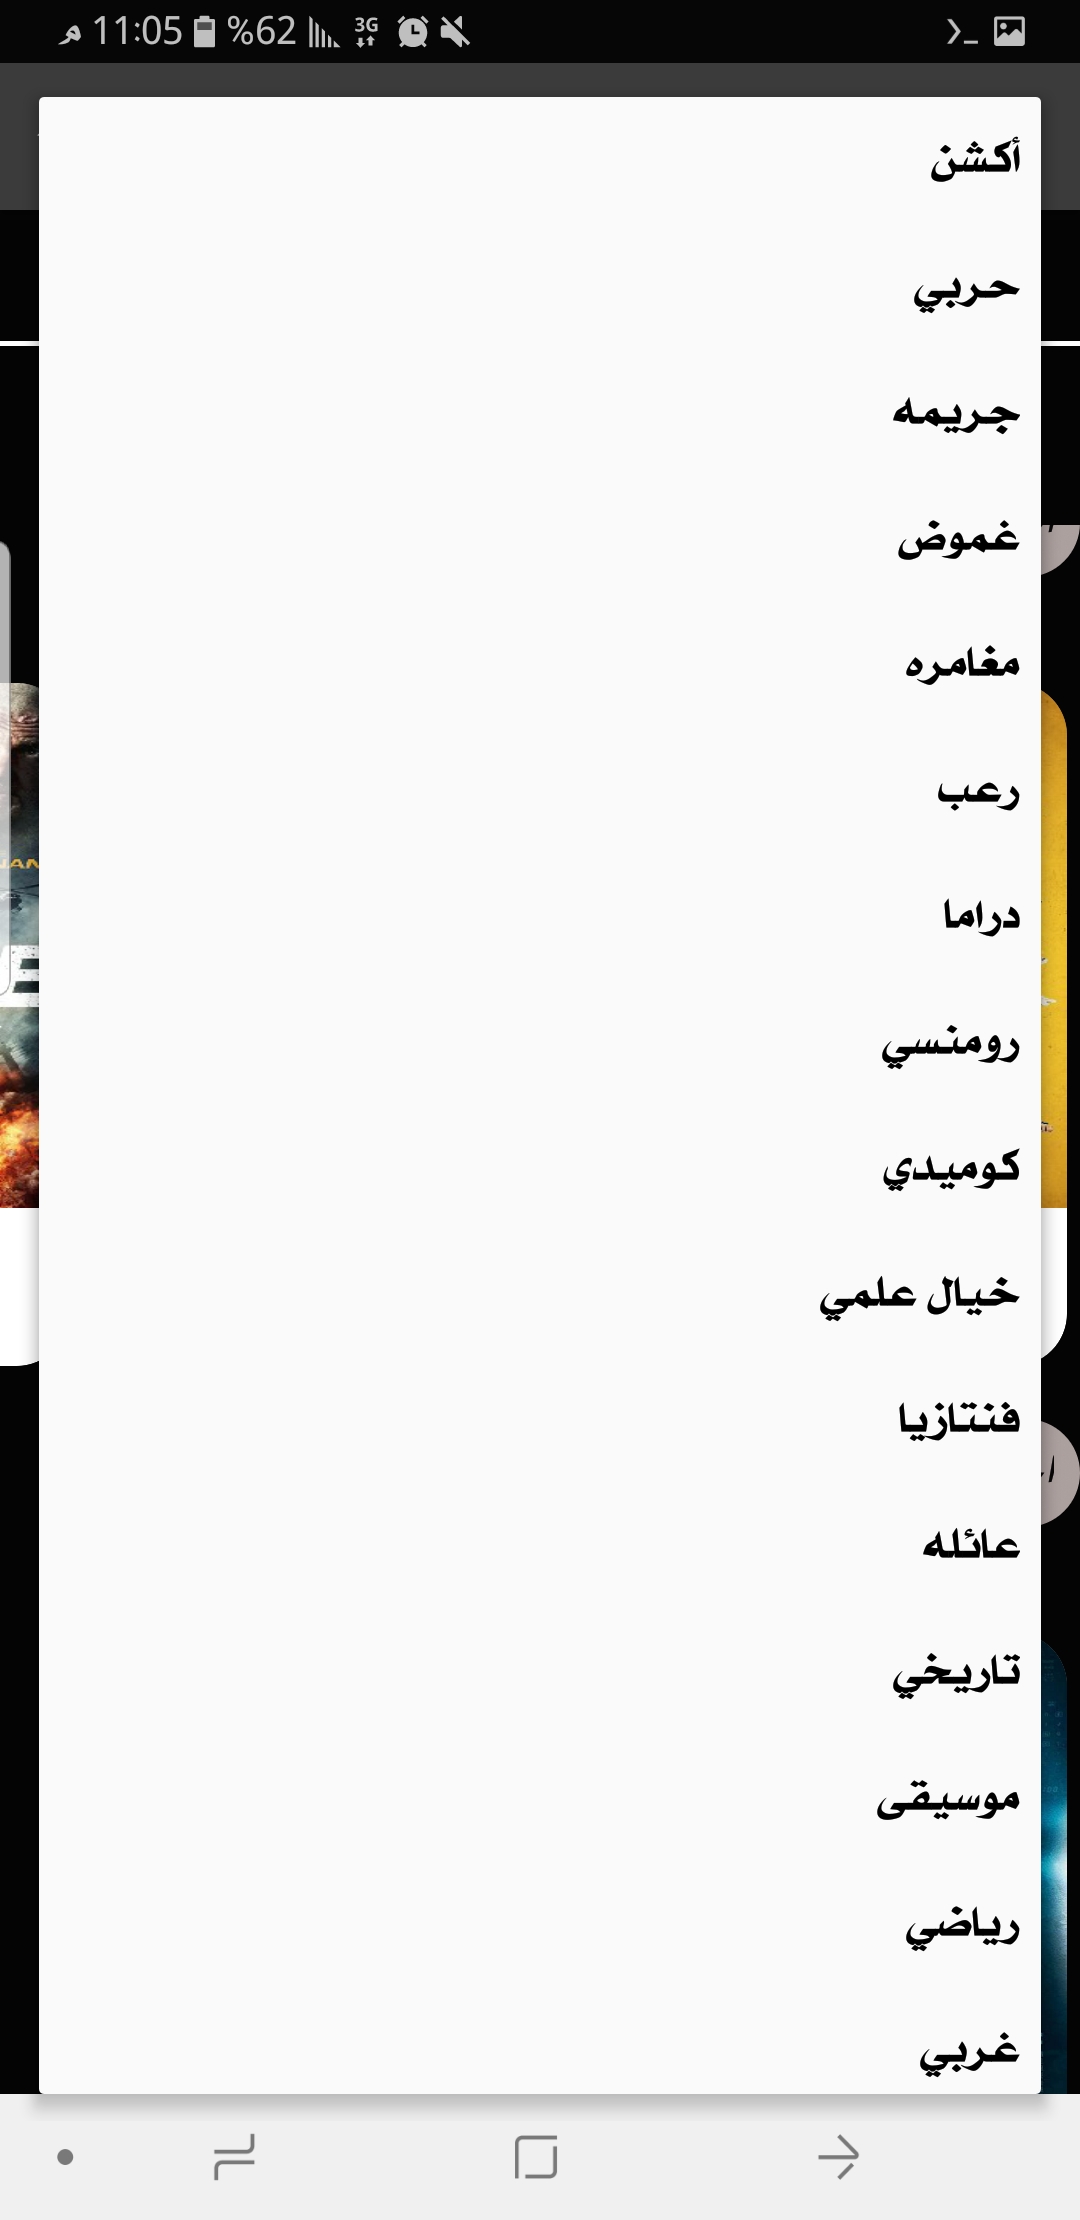 11:05 م %62 3G
أكشن
حربي
جريمه
غموض
مغامره
رعب
دراما
رومنسي
كوميدي
خيال علمي
فنتازيا
عائله
تاريخي
موسيقى
رياضي
غربي